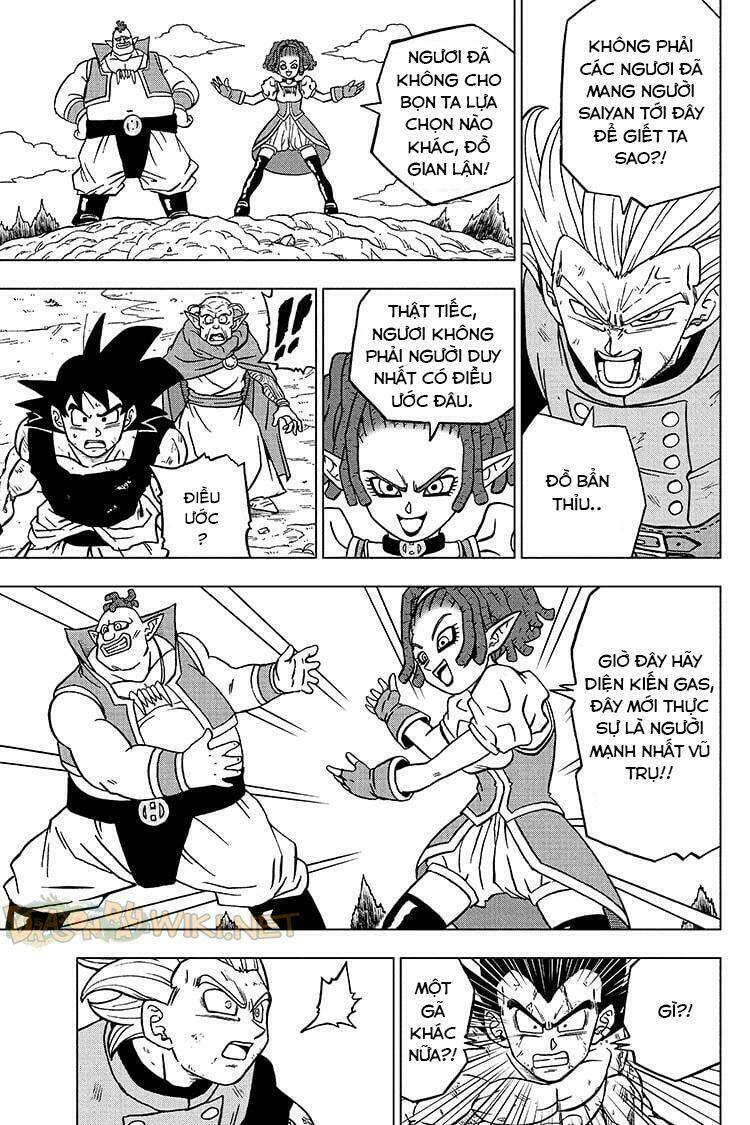 KHÔNG PHẢI
CÁC NGƯƠI ĐÃ
MANG NGƯỜI
SAIYAN TỚI ĐÂY
ĐỂ GIẾT TA
SAO?!
NGƯƠI ĐÃ
KHÔNG CHO
BỌN TA LỰA
CHỌN NÀO
KHÁC, ĐỒ
GIAN LẬN!
ĐỒ BẨN
THỈU..
THẬT TIẾC,
NGƯƠI KHÔNG
PHẢI NGƯỜI DUY
NHẤT CÓ ĐIỀU
ƯỚC ĐÂU.
!!
ĐIỀU
ƯỚC
?
GIỜ ĐÂY HÃY
DIỆN KIẾN GAS,
ĐÂY MỚI THỰC
SỰ LÀ NGƯỜI
MẠNH NHẤT VŨ
TRỤ!!
DRAGONBALLWIKI.NET
GÌ?!
MỘT
GÃ
KHÁC
NỮA?!